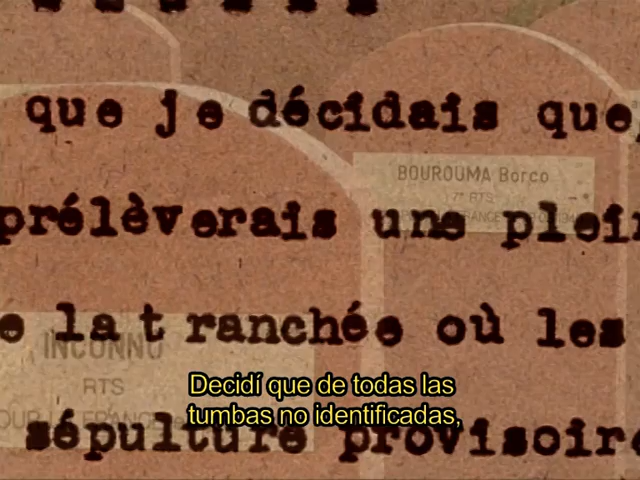 que je décidais que,
BOUROUMA Borco
7° RTS
prélèverais une plei
e la tranchée où les
INCONNU
RTS
Decidí que de todas las
tumbas no identificadas,
sépulture provisoire